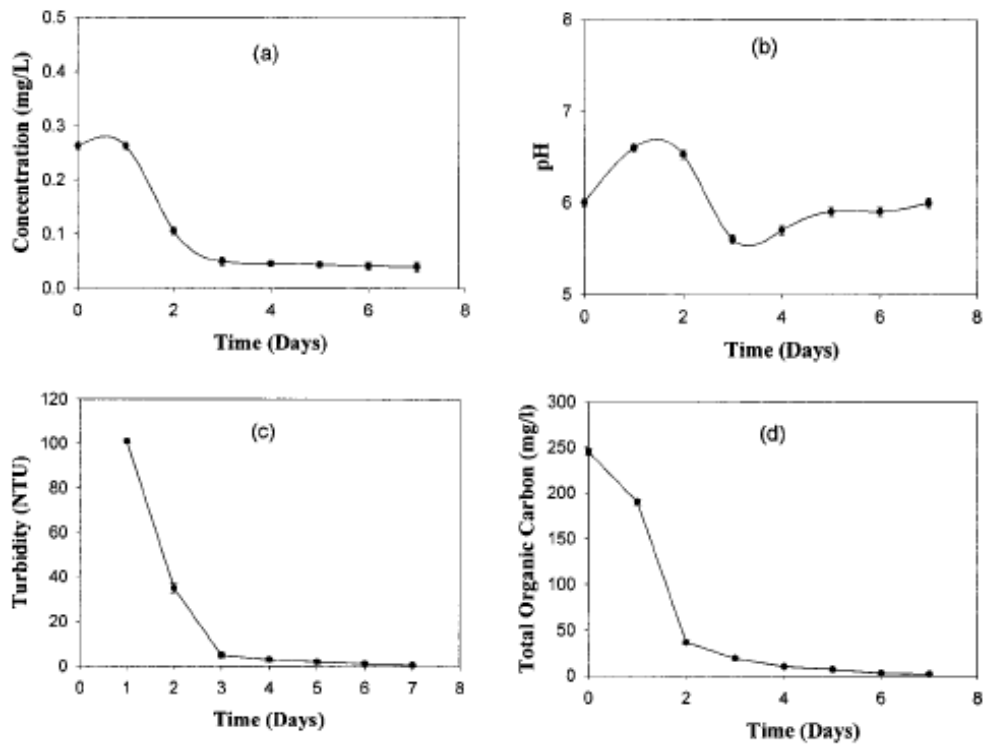 (a)
Concentration (mg/L)
0.5
0.4
0.3
0.2
0.1
0.0
0 2 4 6 8
Time (Days)
(b)
pH
8
7
6
5
0 2 4 6 8
Time (Days)
(c)
Turbidity (NTU)
120
100
80
60
40
20
0
0 1 2 3 4 5 6 7 8
Time (Days)
(d)
Total Organic Carbon (mg/l)
300
250
200
150
100
50
0
0 2 4 6 8
Time (Days)